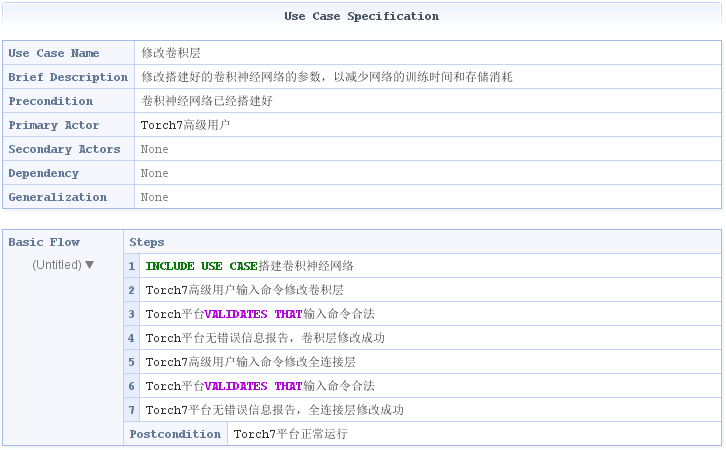 Use Case Specification
Use Case Name 修改卷积层
Brief Description 修改搭建好的卷积神经网络的参数，以减少网络的训练时间和存储消耗
Precondition 卷积神经网络已经搭建好
Primary Actor Torch7高级用户
Secondary Actors None
Dependency None
Generalization None
Basic Flow Steps
(Untitled) ▼
1 INCLUDE USE CASE搭建卷积神经网络
2 Torch7高级用户输入命令修改卷积层
3 Torch平台VALIDATES THAT输入命令合法
4 Torch平台无错误信息报告，卷积层修改成功
5 Torch7高级用户输入命令修改全连接层
6 Torch平台VALIDATES THAT输入命令合法
7 Torch7平台无错误信息报告，全连接层修改成功
Postcondition Torch7平台正常运行